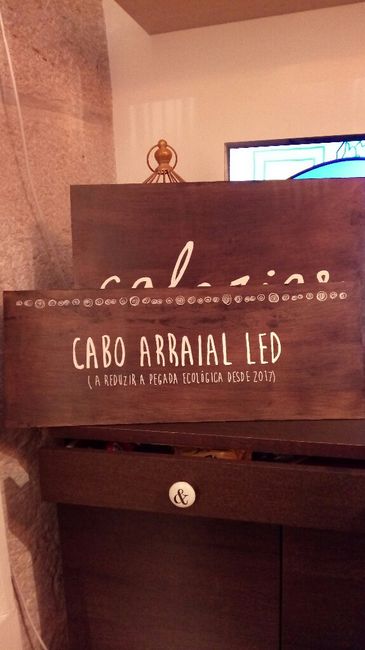 CABO ARRAIAL LED
( A REDUZIR A PEGADA ECOLÓGICA DESDE 2017)
&